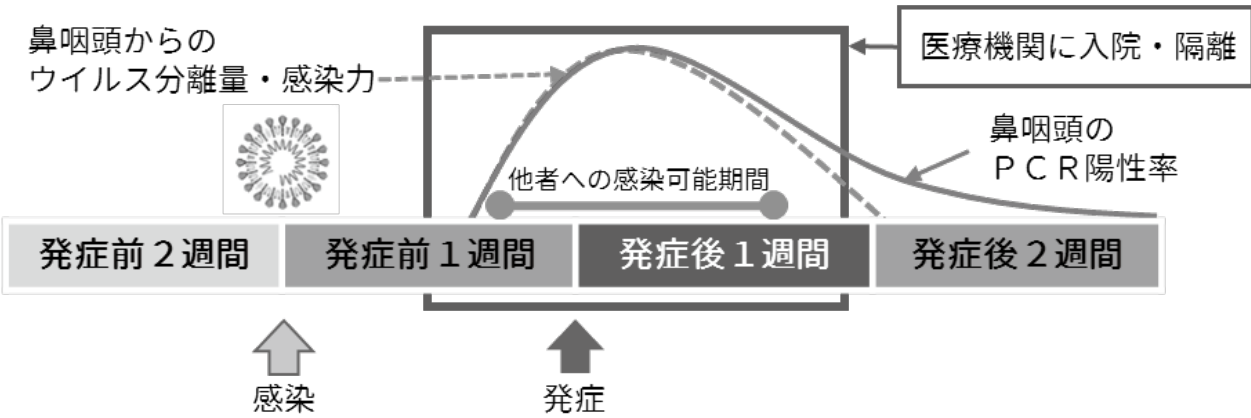 鼻咽頭からの
ウイルス分離量・感染力
医療機関に入院・隔離
鼻咽頭の
ＰＣＲ陽性率
他者への感染可能期間
発症前２週間
発症前１週間
発症後１週間
発症後２週間
感染
発症